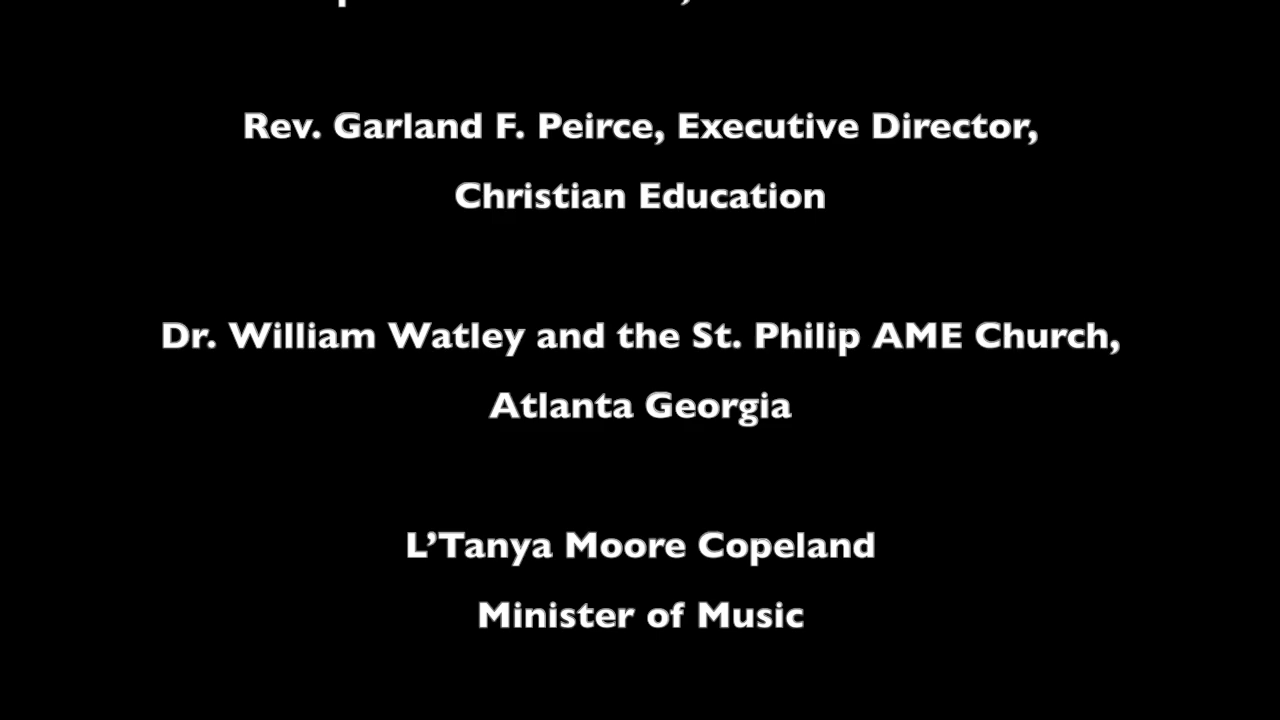 Rev. Garland F. Peirce, Executive Director,
Christian Education
Dr. William Watley and the St. Philip AME Church,
Atlanta Georgia
L’Tanya Moore Copeland
Minister of Music